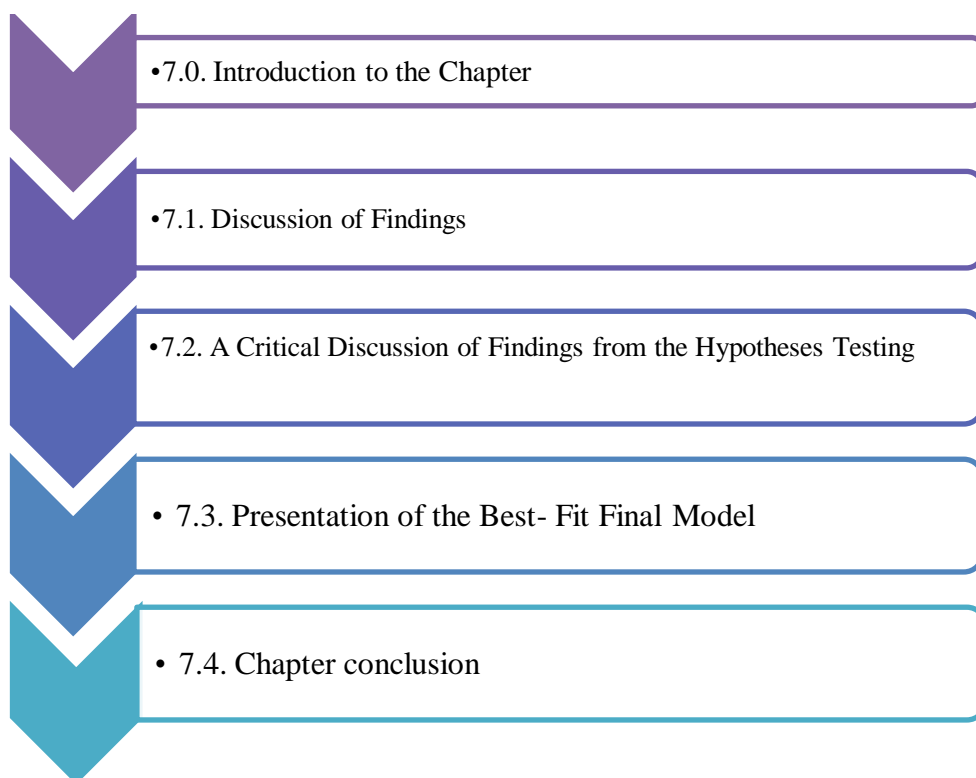 •7.0. Introduction to the Chapter
•7.1. Discussion of Findings
•7.2. A Critical Discussion of Findings from the Hypotheses Testing
• 7.3. Presentation of the Best- Fit Final Model
• 7.4. Chapter conclusion